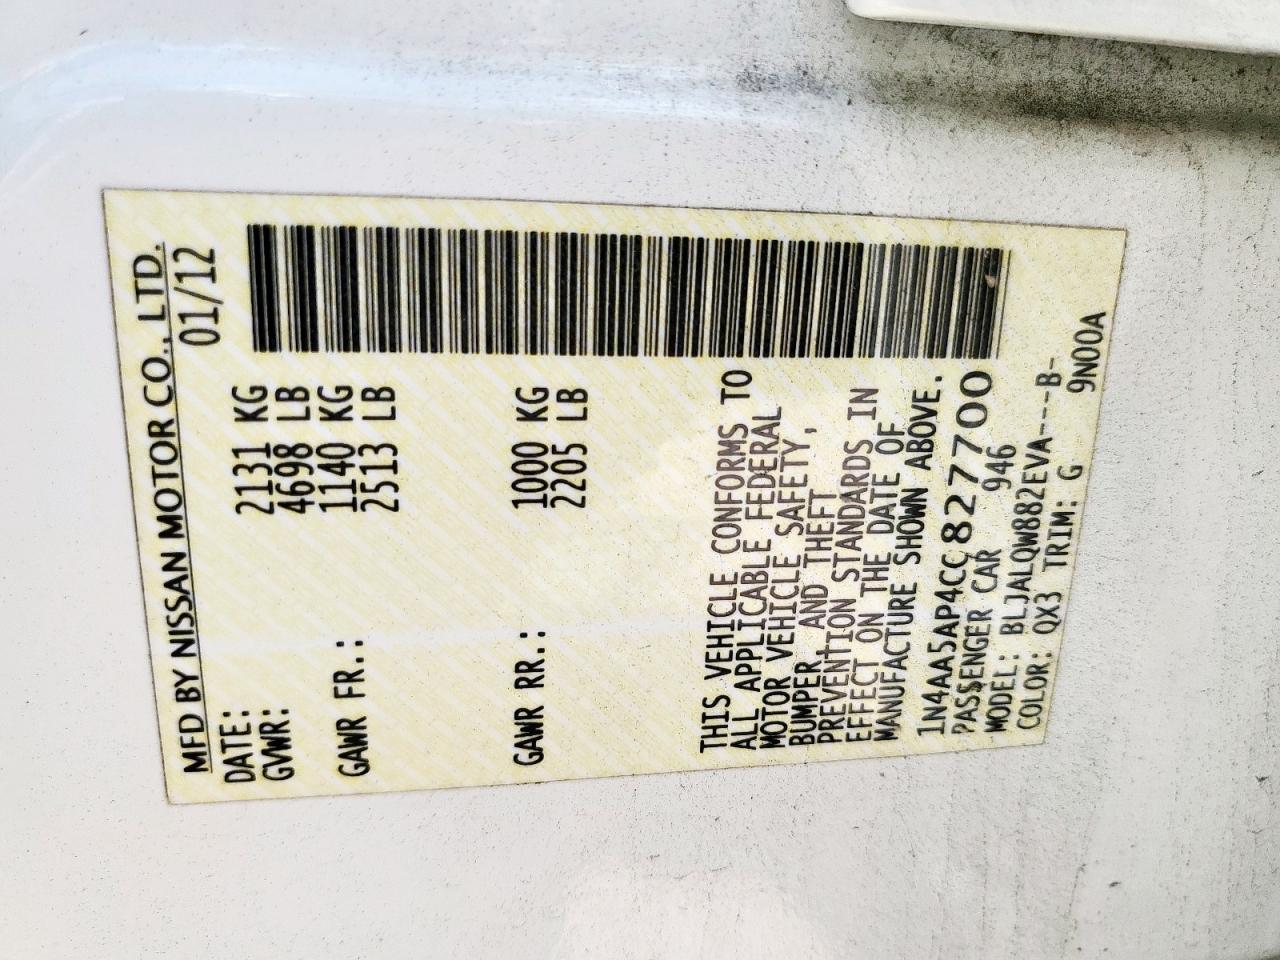 MFD BY NISSAN MOTOR CO., LTD.
DATE: 01/12
GVWR: 2131 KG
4698 LB
GAWR FR.: 1140 KG
2513 LB
GAWR RR.: 1000 KG
2205 LB
THIS VEHICLE CONFORMS TO
ALL APPLICABLE FEDERAL
MOTOR VEHICLE SAFETY,
BUMPER, AND THEFT
PREVENTION STANDARDS IN
EFFECT ON THE DATE OF
MANUFACTURE SHOWN ABOVE.
1N4AA5AP4CC827700
PASSENGER CAR 946
MODEL: BLJALQW882EVA---B-
COLOR: QX3 TRIM: G 9N00A